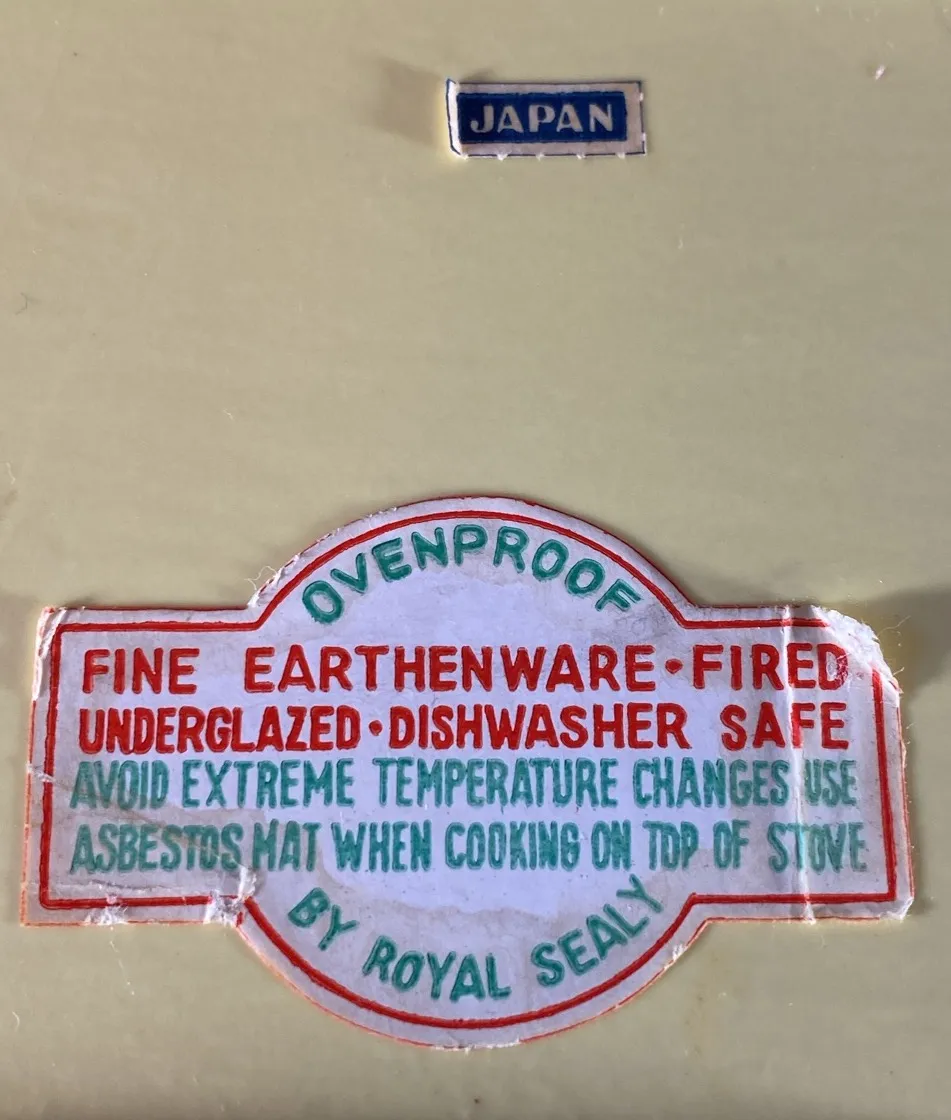 JAPAN
OVENPROOF
FINE EARTHENWARE • FIRED
UNDERGLAZED • DISHWASHER SAFE
AVOID EXTREME TEMPERATURE CHANGES USE
ASBESTOS MAT WHEN COOKING ON TOP OF STOVE
BY ROYAL SEALY